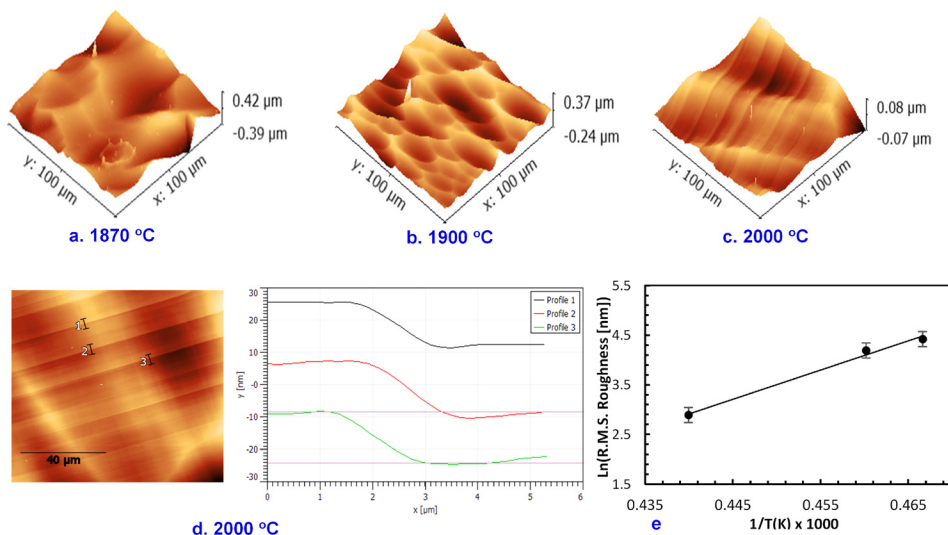 0.42 µm
-0.39 µm
y: 100 µm
x: 100 µm
a. 1870 °C
0.37 µm
-0.24 µm
y: 100 µm
x: 100 µm
b. 1900 °C
0.08 µm
-0.07 µm
y: 100 µm
x: 100 µm
c. 2000 °C
1
2
3
40 µm
30
20
10
-0
-10
-20
-30
y [nm]
Profile 1
Profile 2
Profile 3
0 1 2 3 4 5 6
x [µm]
d. 2000 °C
Ln(R.M.S. Roughness [nm])
5.5
4.5
3.5
2.5
1.5
0.435 0.445 0.455 0.465
1/T(K) x 1000
e